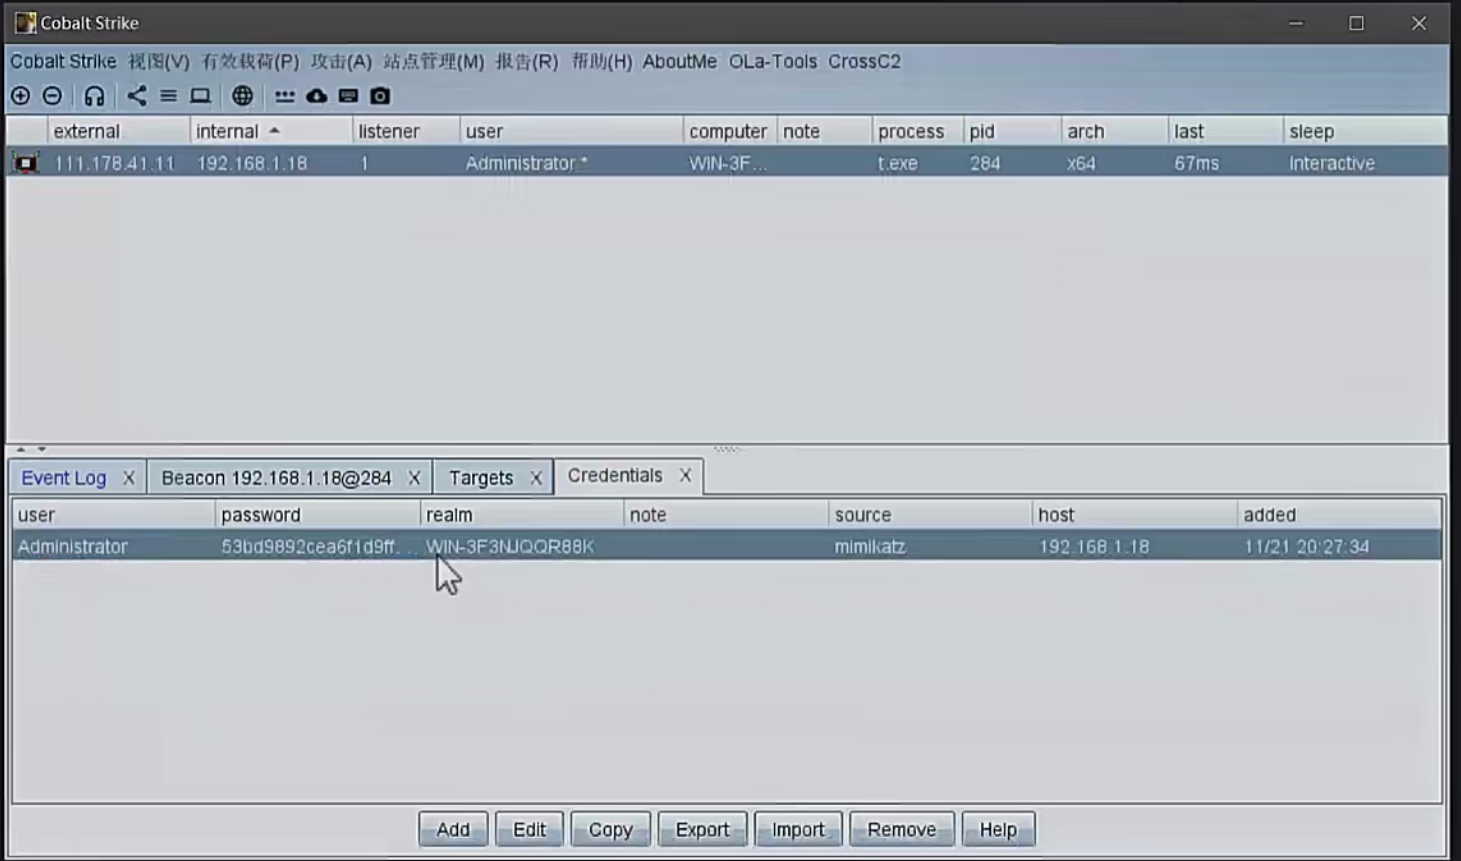 Cobalt Strike
Cobalt Strike 视图(V) 有效载荷(P) 攻击(A) 站点管理(M) 报告(R) 帮助(H) AboutMe OLa-Tools CrossC2
external internal listener user computer note process pid arch last sleep
111.178.41.11 192.168.1.18 1 Administrator * WIN-3F... t.exe 284 x64 67ms Interactive
Event Log X Beacon 192.168.1.18@284 X Targets X Credentials X
user password realm note source host added
Administrator 53bd9892cea6f1d9ff... WIN-3F3NJQQR88K mimikatz 192.168.1.18 11/21 20:27:34
Add Edit Copy Export Import Remove Help